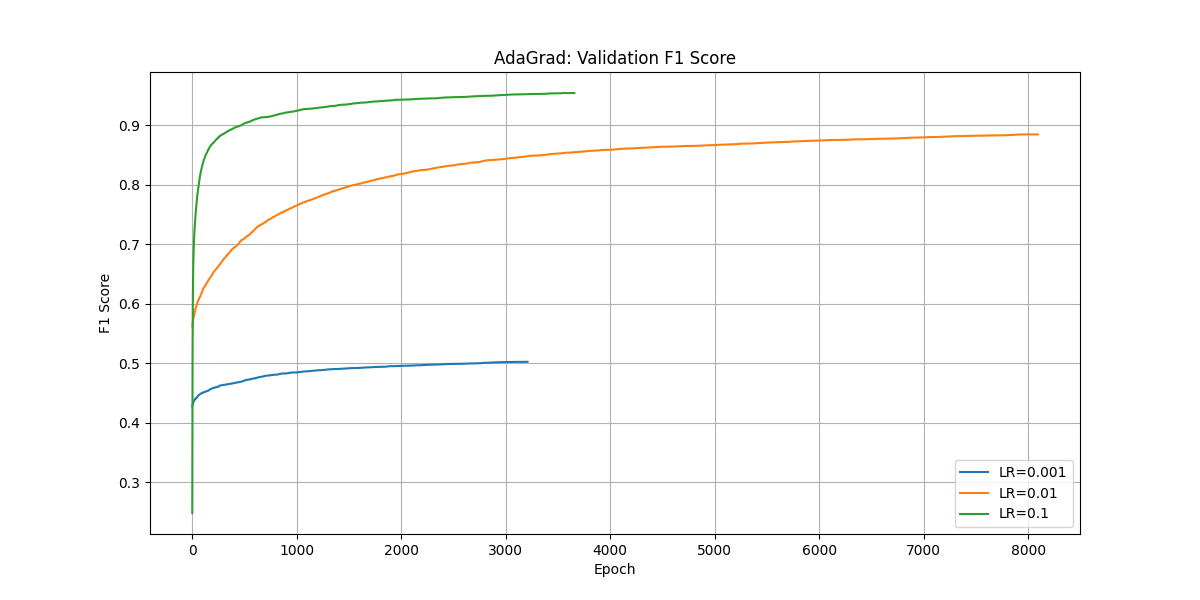 AdaGrad: Validation F1 Score
F1 Score
0.9
0.8
0.7
0.6
0.5
0.4
0.3
0 1000 2000 3000 4000 5000 6000 7000 8000
Epoch
LR=0.001
LR=0.01
LR=0.1